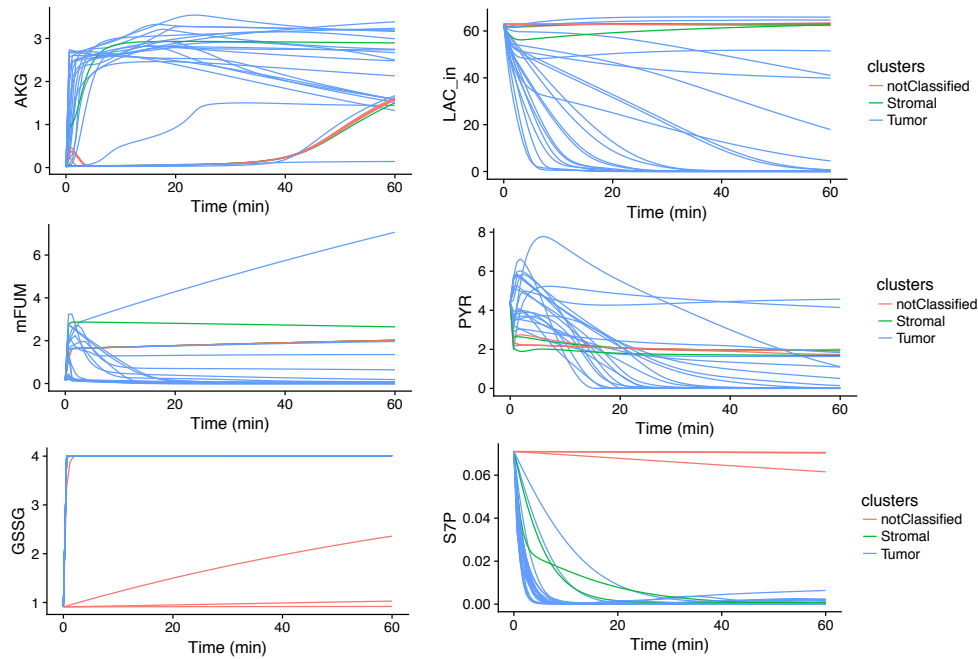 AKG
3
2
1
0
0
20
40
60
Time (min)
LAC_in
60
40
20
0
0
20
40
60
Time (min)
clusters
notClassified
Stromal
Tumor
mFUM
6
4
2
0
0
20
40
60
Time (min)
PYR
8
6
4
2
0
0
20
40
60
Time (min)
clusters
notClassified
Stromal
Tumor
GSSG
4
3
2
1
0
20
40
60
Time (min)
S7P
0.06
0.04
0.02
0.00
0
20
40
60
Time (min)
clusters
notClassified
Stromal
Tumor